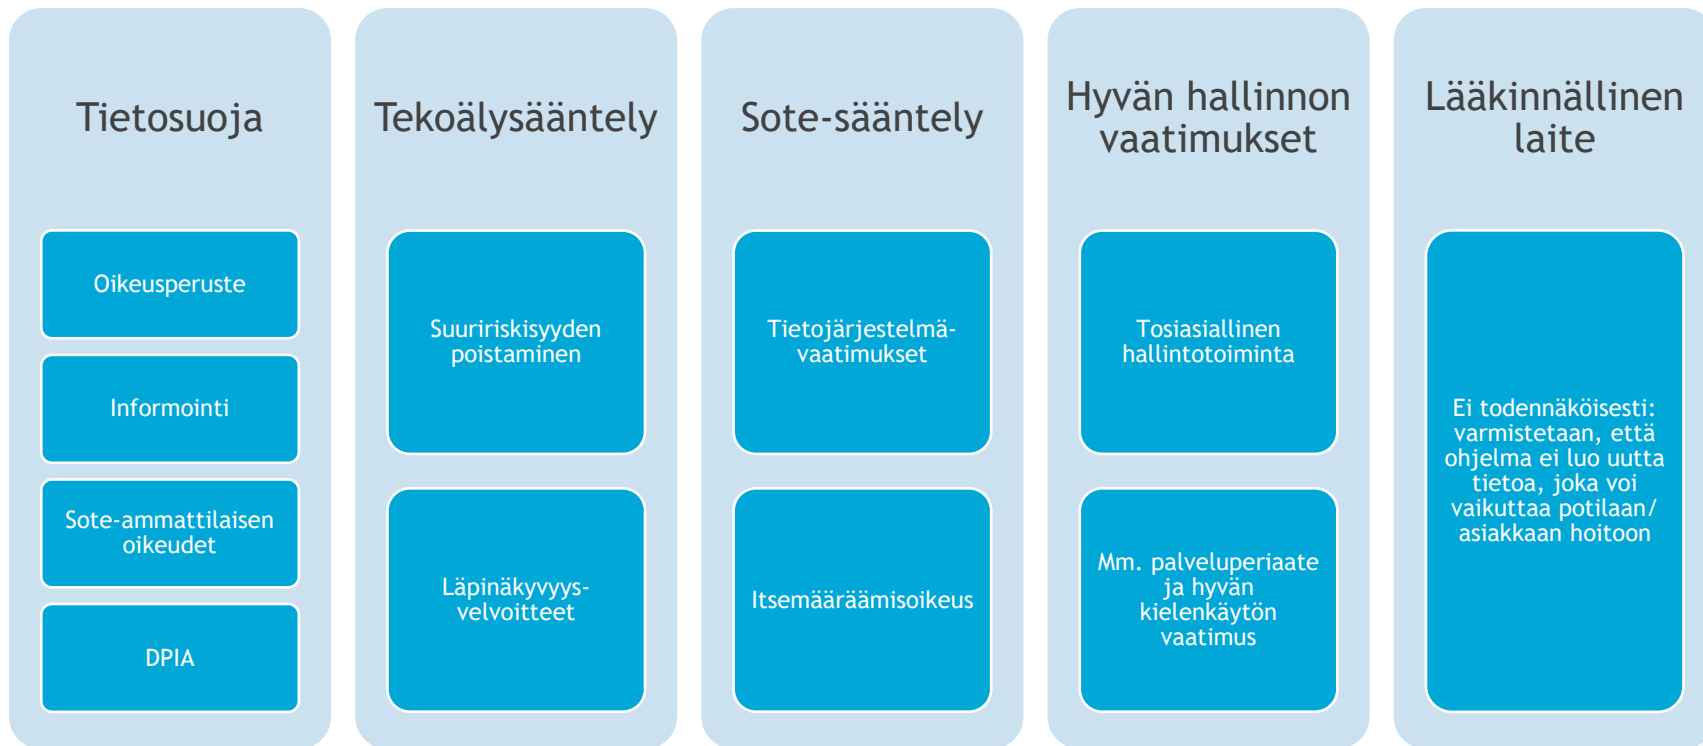 Tietosuoja
Oikeusperuste
Informointi
Sote-ammattilaisen
oikeudet
DPIA
Tekoälysääntely
Suuririskisyyden
poistaminen
Läpinäkyvyys-
velvoitteet
Sote-sääntely
Tietojärjestelmä-
vaatimukset
Itsemääräämisoikeus
Hyvän hallinnon
vaatimukset
Tosiasiallinen
hallintotoiminta
Mm. palveluperiaate
ja hyvän
kielenkäytön
vaatimus
Lääkinnällinen
laite
Ei todennäköisesti:
varmistetaan, että
ohjelma ei luo uutta
tietoa, joka voi
vaikuttaa potilaan/
asiakkaan hoitoon